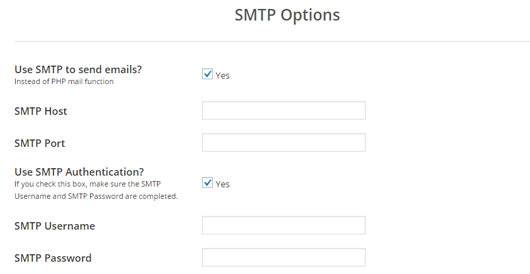 SMTP Options
Use SMTP to send emails?
Yes
Instead of PHP mail function
SMTP Host
SMTP Port
Use SMTP Authentication?
If you check this box, make sure the SMTP
Yes
Username and SMTP Password are completed.
SMTP Username
SMTP Password